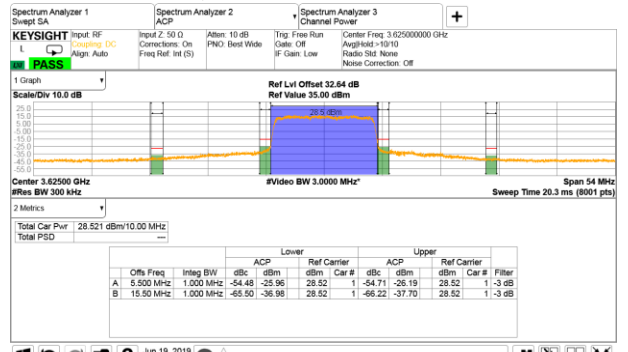 Spectrum Analyzer 1
Swept SA
Spectrum Analyzer 2
ACP
Spectrum Analyzer 3
Channel Power
+
KEYSIGHT
L
PASS
Input: RF
Coupling: DC
Align: Auto
Input Z: 50 Ω
Corrections: On
Freq Ref: Int (S)
Atten: 10 dB
PNO: Best Wide
Trig: Free Run
Gate: Off
IF Gain: Low
Center Freq: 3.625000000 GHz
Avg|Hold:>10/10
Radio Std: None
Noise Correction: Off
1 Graph
Scale/Div 10.0 dB
Ref Lvl Offset 32.64 dB
Ref Value 35.00 dBm
25.0
15.0
5.00
-5.00
-15.0
-25.0
-35.0
-45.0
-55.0
28.5 dBm
Center 3.62500 GHz
#Res BW 300 kHz
#Video BW 3.0000 MHz*
Span 54 MHz
Sweep Time 20.3 ms (8001 pts)
2 Metrics
Total Car Pwr 28.521 dBm/10.00 MHz
Total PSD ---
Lower Upper
ACP Ref Carrier ACP Ref Carrier
Offs Freq Integ BW dBc dBm dBm Car # dBc dBm dBm Car # Filter
A 5.500 MHz 1.000 MHz -54.48 -25.96 28.52 1 -54.71 -26.19 28.52 1 -3 dB
B 15.50 MHz 1.000 MHz -65.50 -36.98 28.52 1 -66.22 -37.70 28.52 1 -3 dB
Jun 19, 2019